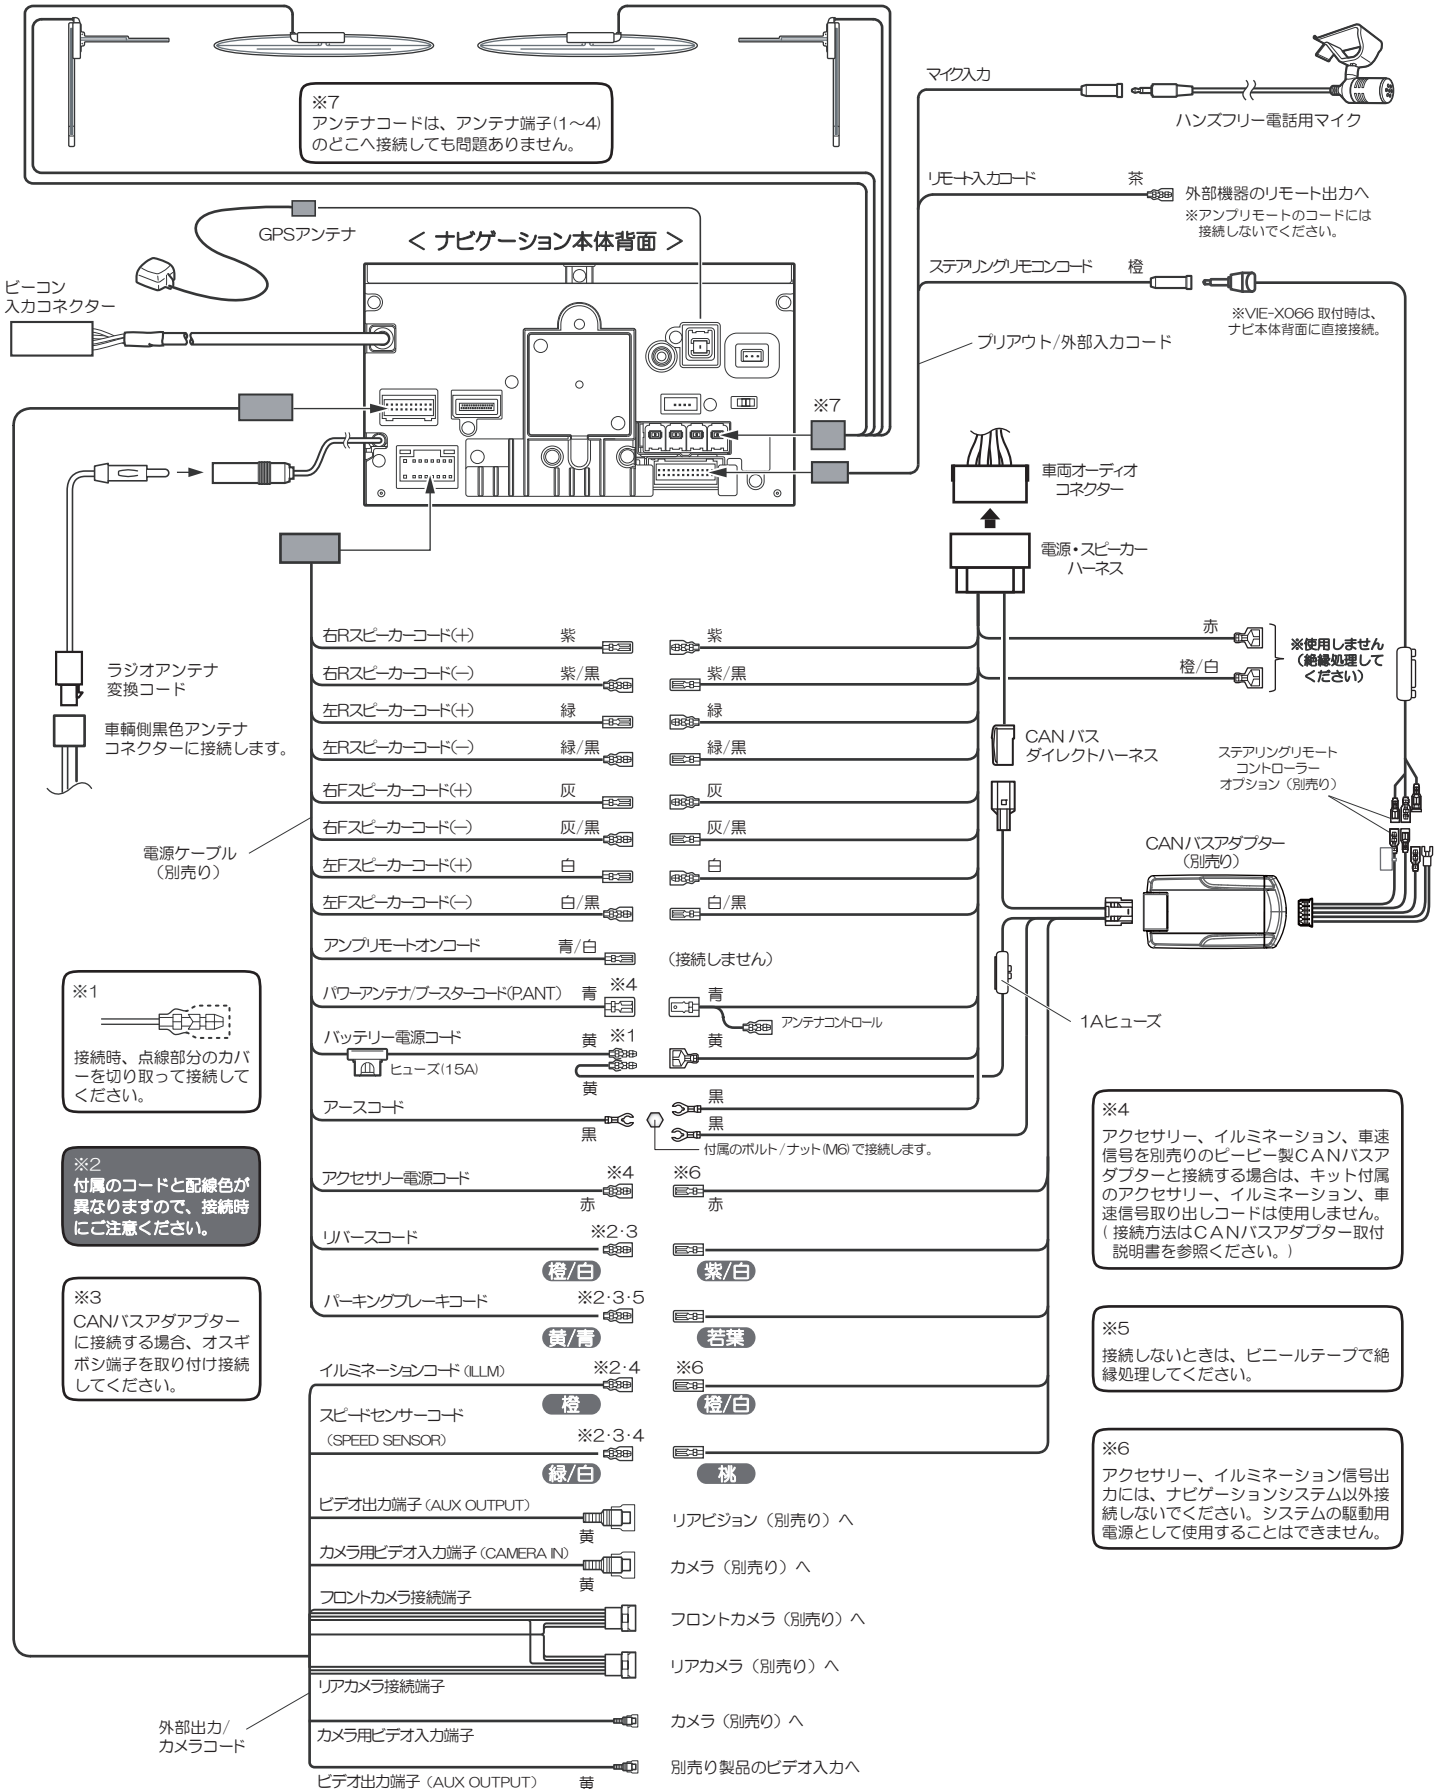 ※7
アンテナコードは、アンテナ端子(1〜4)
のどこへ接続しても問題ありません。
マイク入力
ハンズフリー電話用マイク
リモート入力コード
茶
外部機器のリモート出力へ
※アンプリモートのコードには
接続しないでください。
GPSアンテナ
< ナビゲーション本体背面 >
ステアリングリモコンコード
橙
※VIE-X066 取付時は、
ナビ本体背面に直接接続。
ビーコン
入力コネクター
プリアウト/外部入力コード
※7
車両オーディオ
コネクター
電源・スピーカー
ハーネス
赤
橙/白
※使用しません
(絶縁処理して
ください)
ラジオアンテナ
変換コード
車輌側黒色アンテナ
コネクターに接続します。
CAN バス
ダイレクトハーネス
ステアリングリモート
コントローラー
オプション (別売り)
CANバスアダプター
(別売り)
1Aヒューズ
電源ケーブル
(別売り)
右Rスピーカーコード(+)
紫
紫
右Rスピーカーコード(−)
紫/黒
紫/黒
左Rスピーカーコード(+)
緑
緑
左Rスピーカーコード(−)
緑/黒
緑/黒
右Fスピーカーコード(+)
灰
灰
右Fスピーカーコード(−)
灰/黒
灰/黒
左Fスピーカーコード(+)
白
白
左Fスピーカーコード(−)
白/黒
白/黒
アンプリモートオンコード
青/白
(接続しません)
パワーアンテナ/ブースターコード(P.ANT)
青
※4
青
アンテナコントロール
バッテリー電源コード
黄
※1
黄
ヒューズ(15A)
黄
アースコード
黒
黒
黒
付属のボルト/ナット(M6)で接続します。
アクセサリー電源コード
※4
赤
※6
赤
リバースコード
※2・3
橙/白
紫/白
パーキングブレーキコード
※2・3・5
黄/青
若葉
イルミネーションコード (ILLM)
※2・4
橙
※6
橙/白
スピードセンサーコード
(SPEED SENSOR)
※2・3・4
緑/白
桃
ビデオ出力端子 (AUX OUTPUT)
黄
リアビジョン (別売り) へ
カメラ用ビデオ入力端子 (CAMERA IN)
黄
カメラ (別売り) へ
フロントカメラ接続端子
フロントカメラ (別売り) へ
リアカメラ (別売り) へ
リアカメラ接続端子
外部出力/
カメラコード
カメラ (別売り) へ
カメラ用ビデオ入力端子
別売り製品のビデオ入力へ
ビデオ出力端子 (AUX OUTPUT)
黄
※1
接続時、点線部分のカバ
ーを切り取って接続して
ください。
※2
付属のコードと配線色が
異なりますので、接続時
にご注意ください。
※3
CANバスアダアプター
に接続する場合、オスギ
ボシ端子を取り付け接続
してください。
※4
アクセサリー、イルミネーション、車速
信号を別売りのピービー製CANバスア
ダプターと接続する場合は、キット付属
のアクセサリー、イルミネーション、車
速信号取り出しコードは使用しません。
( 接続方法はCANバスアダプター取付
説明書を参照ください。)
※5
接続しないときは、ビニールテープで絶
縁処理してください。
※6
アクセサリー、イルミネーション信号出
力には、ナビゲーションシステム以外接
続しないでください。システムの駆動用
電源として使用することはできません。